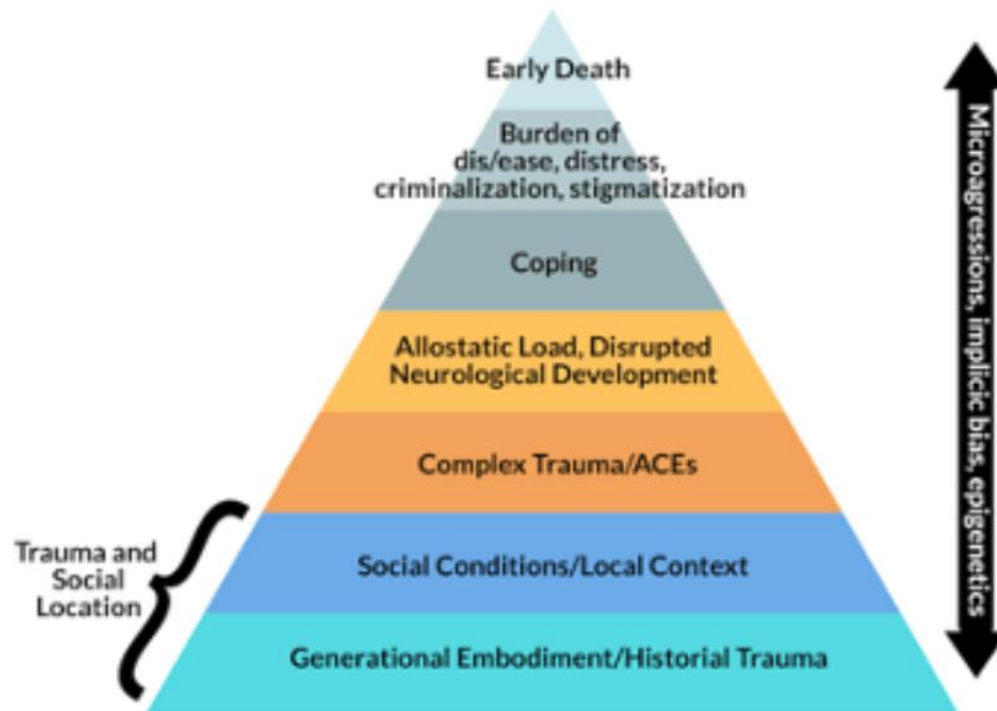 Early Death
Burden of
dis/ease, distress,
criminalization, stigmatization
Coping
Allostatic Load, Disrupted
Neurological Development
Complex Trauma/ACEs
Social Conditions/Local Context
Generational Embodiment/Historial Trauma
Trauma and
Social
Location
Microagressions, implicic bias, epigenetics